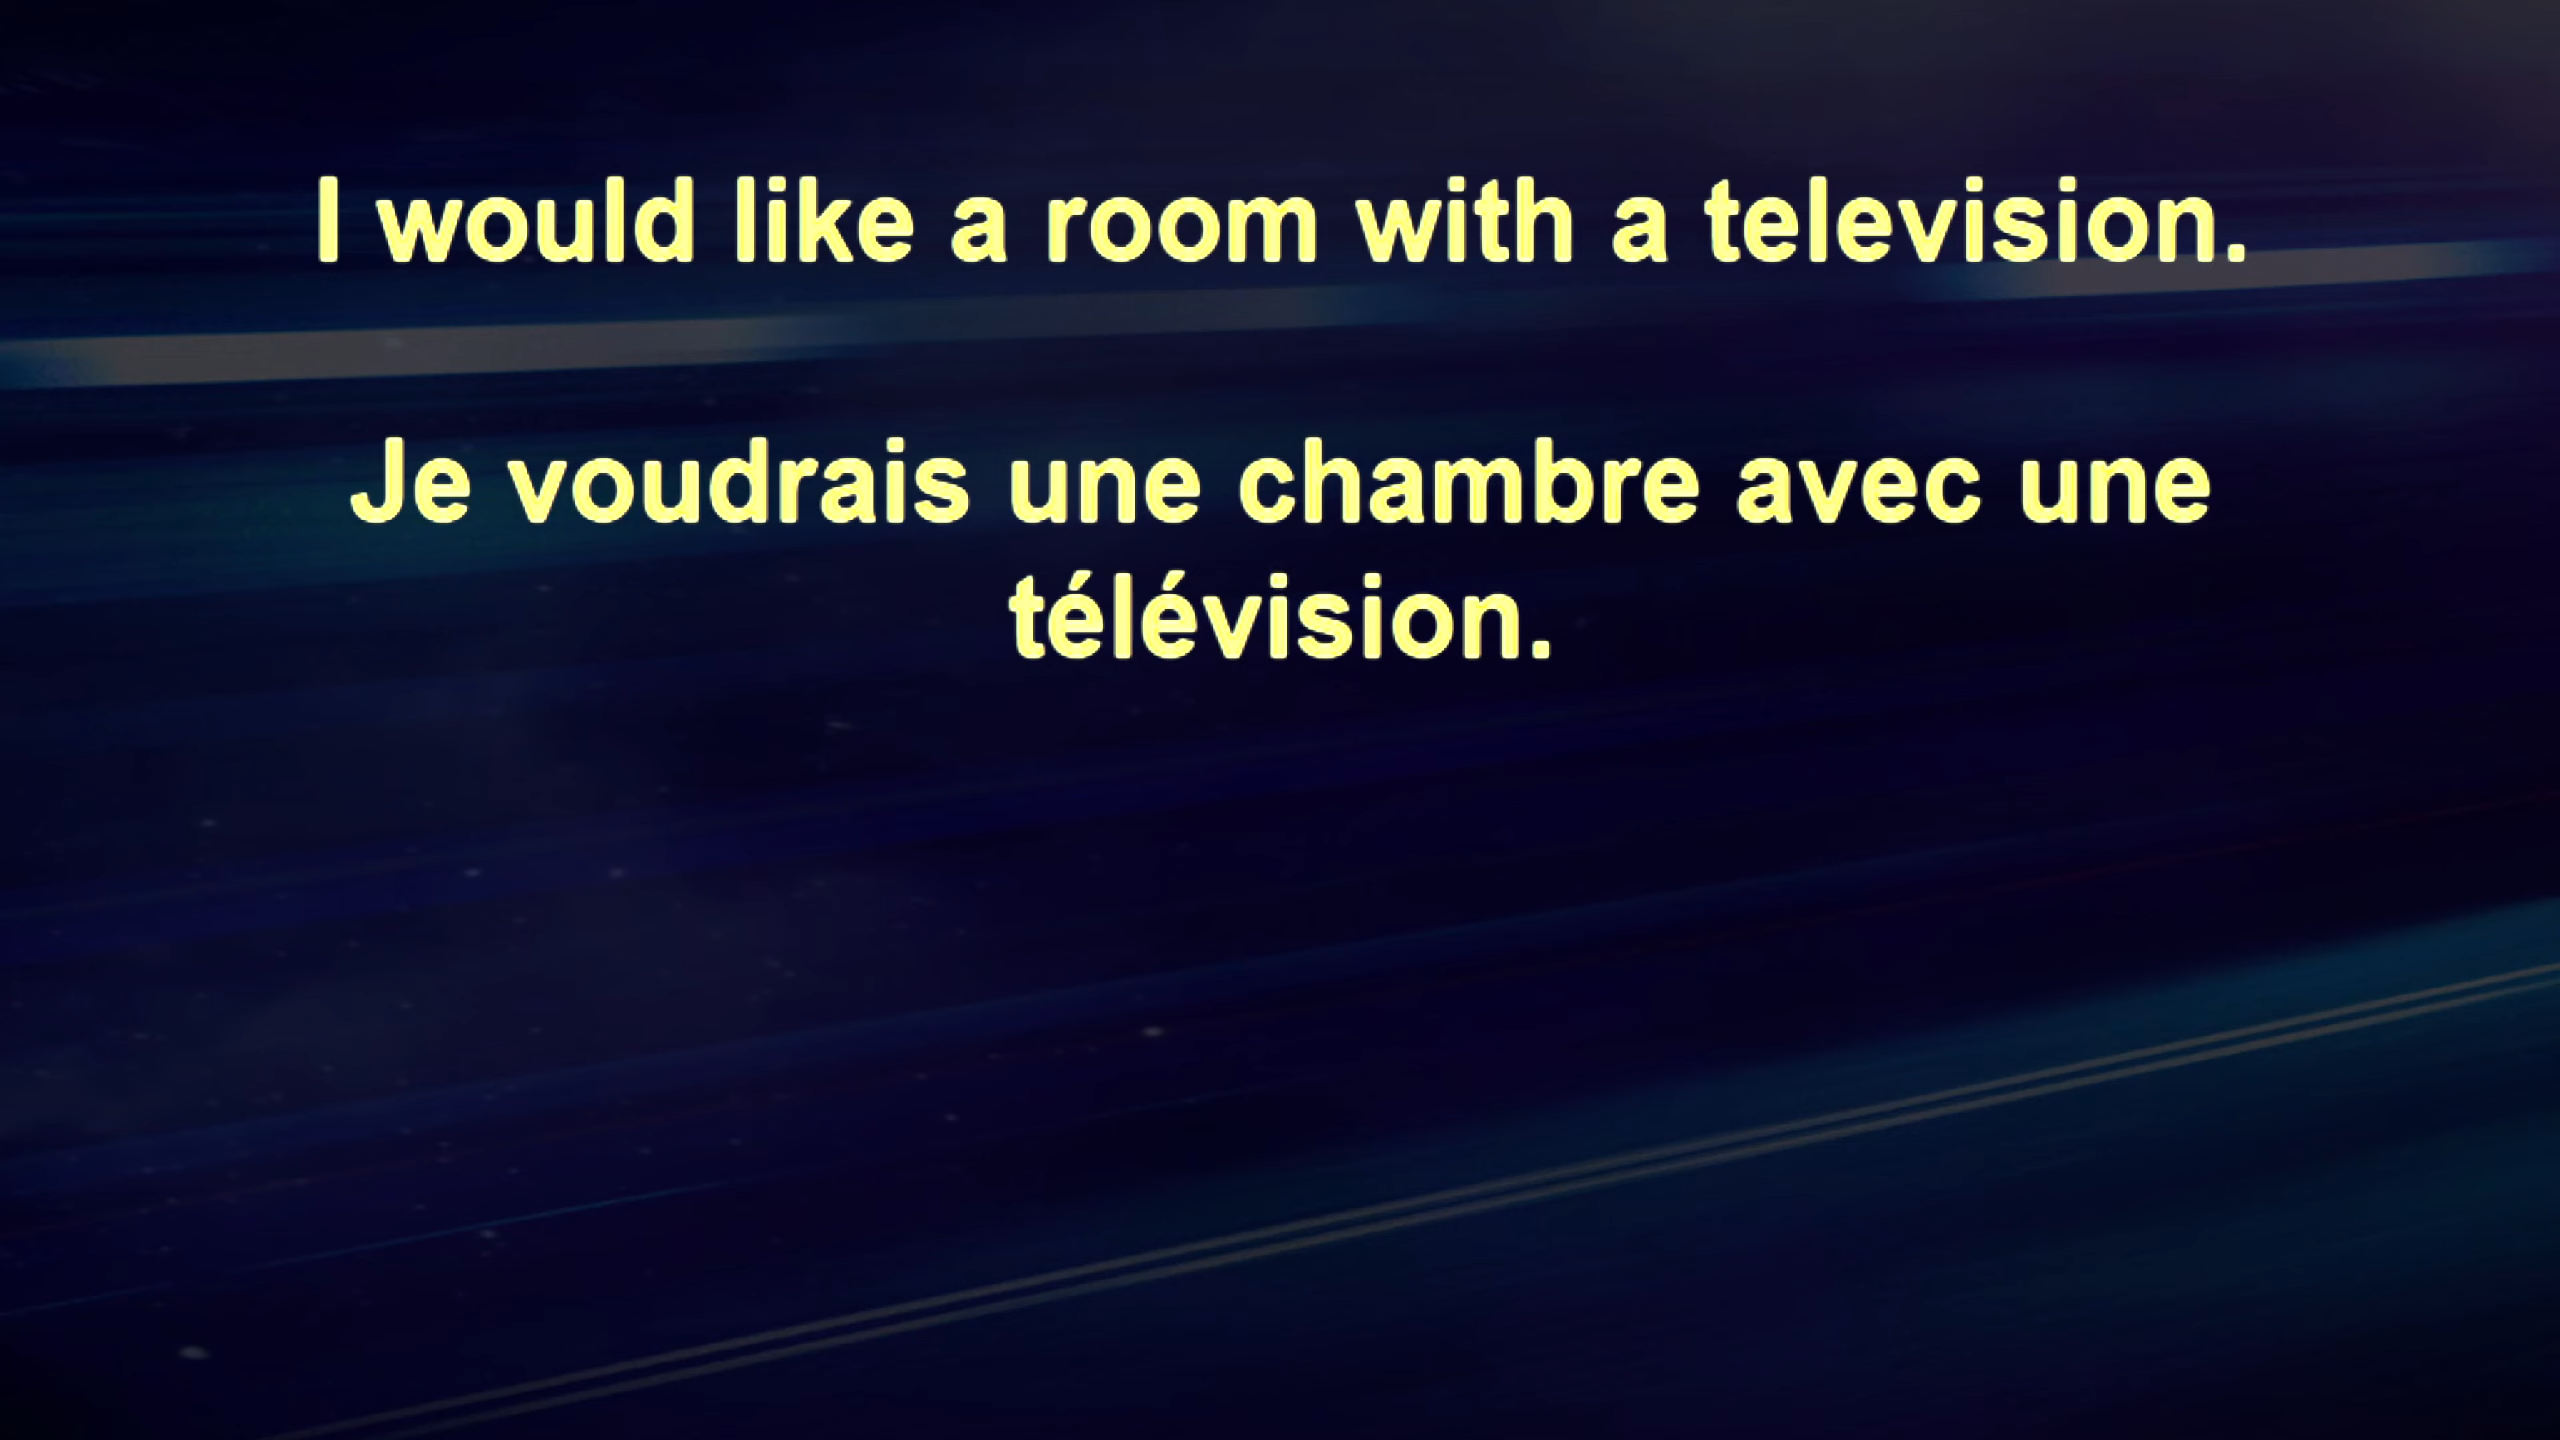 I would like a room with a television.
Je voudrais une chambre avec une
télévision.